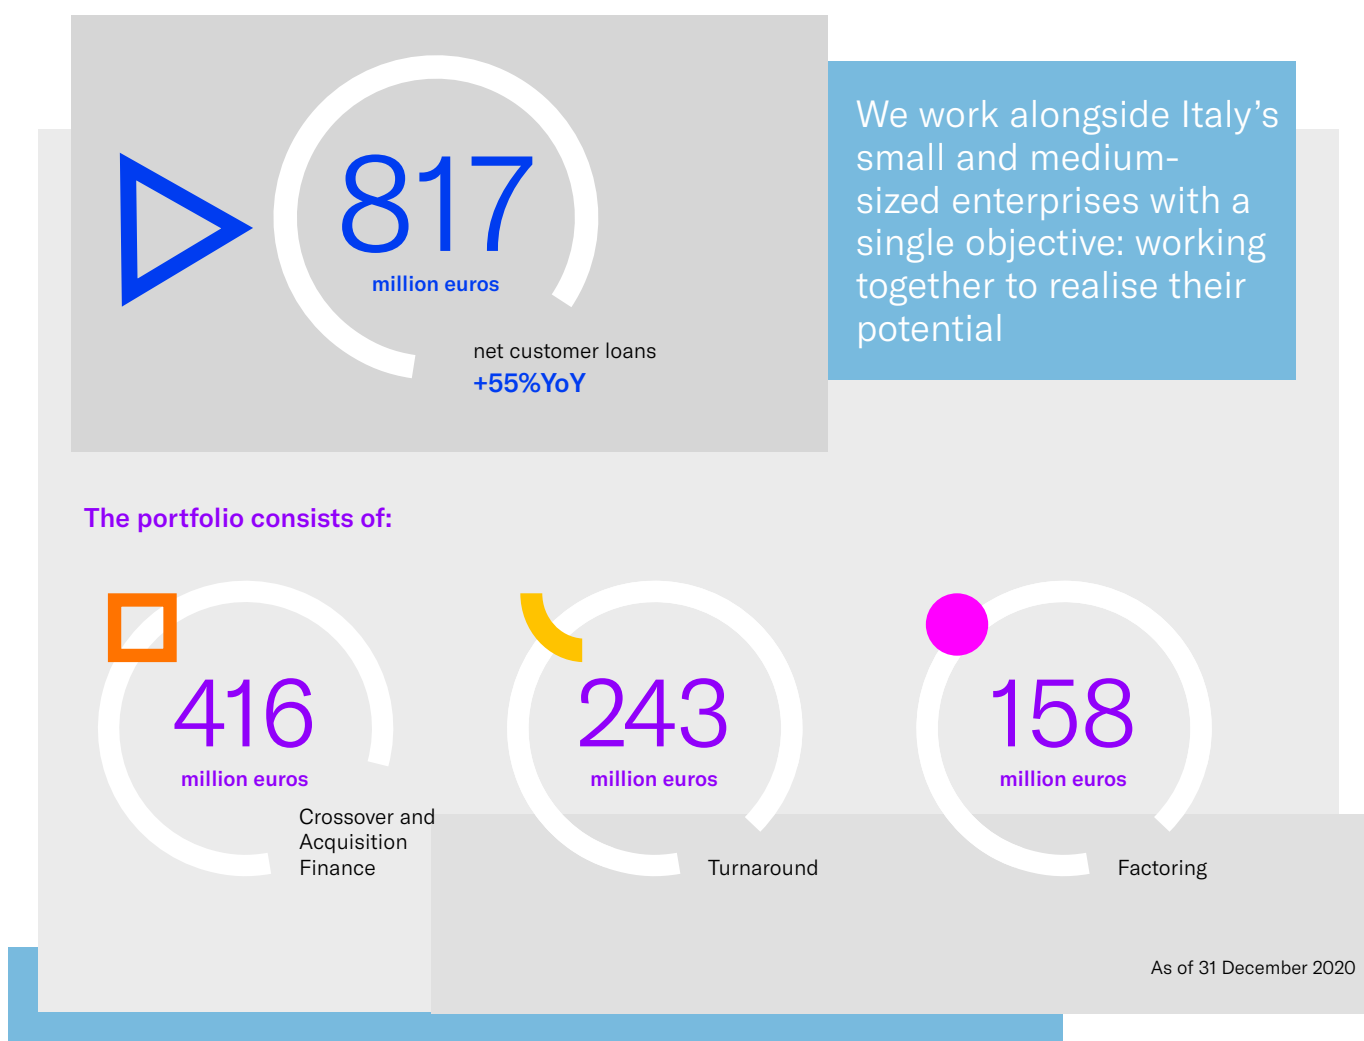 817
million euros
net customer loans
+55%YoY
We work alongside Italy’s
small and medium-
sized enterprises with a
single objective: working
together to realise their
potential
The portfolio consists of:
416
million euros
Crossover and
Acquisition
Finance
243
million euros
Turnaround
158
million euros
Factoring
As of 31 December 2020